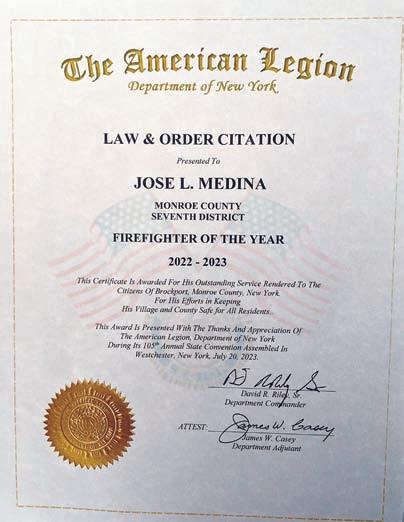 The American Legion
Department of New York
LAW & ORDER CITATION
Presented To
JOSE L. MEDINA
MONROE COUNTY
SEVENTH DISTRICT
FIREFIGHTER OF THE YEAR
2022 - 2023
This Certificate Is Awarded For His Outstanding Service Rendered To The
Citizens Of Brockport, Monroe County, New York.
For His Efforts in Keeping
His Village and County Safe for All Residents.
This Award Is Presented With The Thanks And Appreciation Of
The American Legion, Department of New York
During Its 105th Annual State Convention Assembled In
Westchester, New York, July 20, 2023.
David R. Riley, Sr.
Department Commander
ATTEST:
James W. Casey
James W. Casey
Department Adjutant